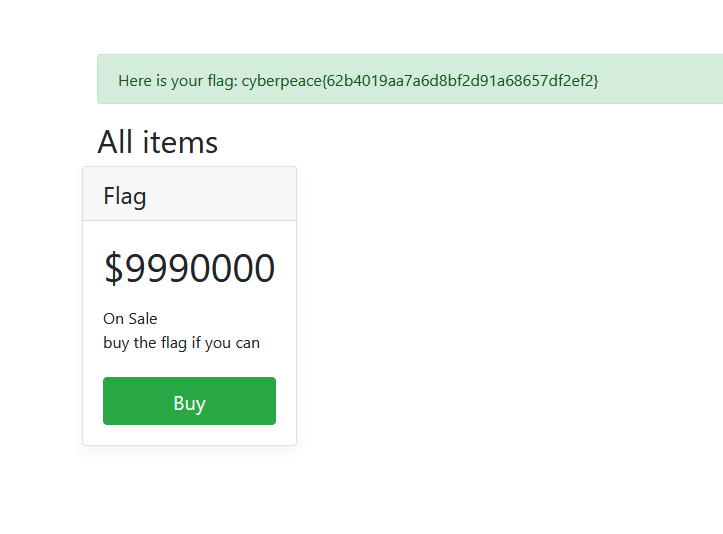 Here is your flag: cyberpeace{62b4019aa7a6d8bf2d91a68657df2ef2}
All items
Flag
$9990000
On Sale
buy the flag if you can
Buy